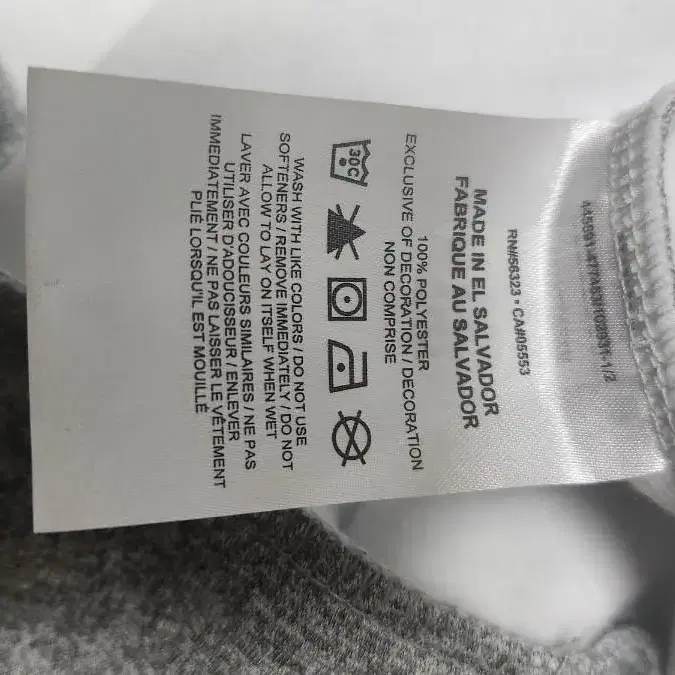 RN#56323 • CA#05553
MADE IN EL SALVADOR
FABRIQUE AU SALVADOR
100% POLYESTER
EXCLUSIVE OF DECORATION / DECORATION
NON COMPRISE
30C
WASH WITH LIKE COLORS / DO NOT USE
SOFTENERS / REMOVE IMMEDIATELY / DO NOT
ALLOW TO LAY ON ITSELF WHEN WET
LAVER AVEC COULEURS SIMILAIRES / NE PAS
UTILISER D'ADOUCISSEUR / ENLEVER
IMMEDIATEMENT / NE PAS LAISSER LE VÊTEMENT
PLIÉ LORSQU'IL EST MOUILLÉ